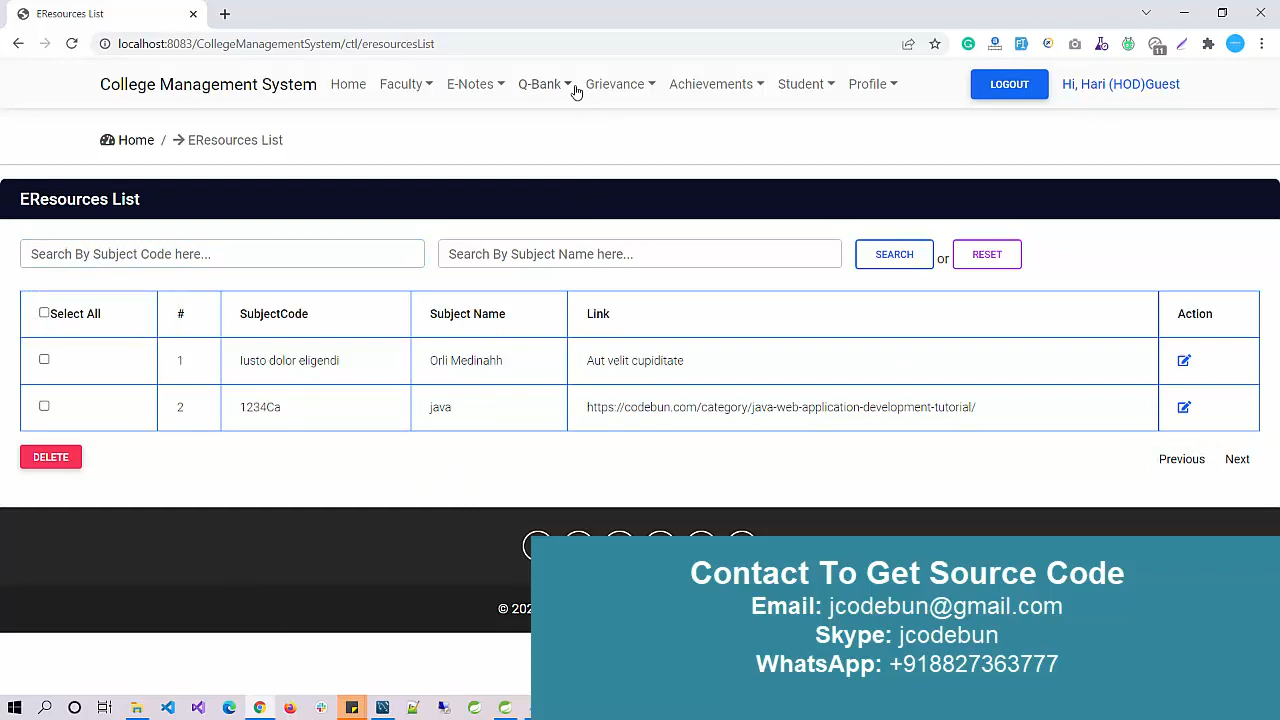 EResources List
localhost:8083/CollegeManagementSystem/ctl/eresourcesList
11
College Management System Home Faculty E-Notes Q-Bank Grievance Achievements Student Profile LOGOUT Hi, Hari (HOD)Guest
Home / EResources List
EResources List
Search By Subject Code here... Search By Subject Name here... SEARCH or RESET
Select All # SubjectCode Subject Name Link Action
1 Iusto dolor eligendi Orli Medinahh Aut velit cupiditate
2 1234Ca java https://codebun.com/category/java-web-application-development-tutorial/
DELETE Previous Next
Contact To Get Source Code
Email: jcodebun@gmail.com
© 202
Skype: jcodebun
WhatsApp: +918827363777